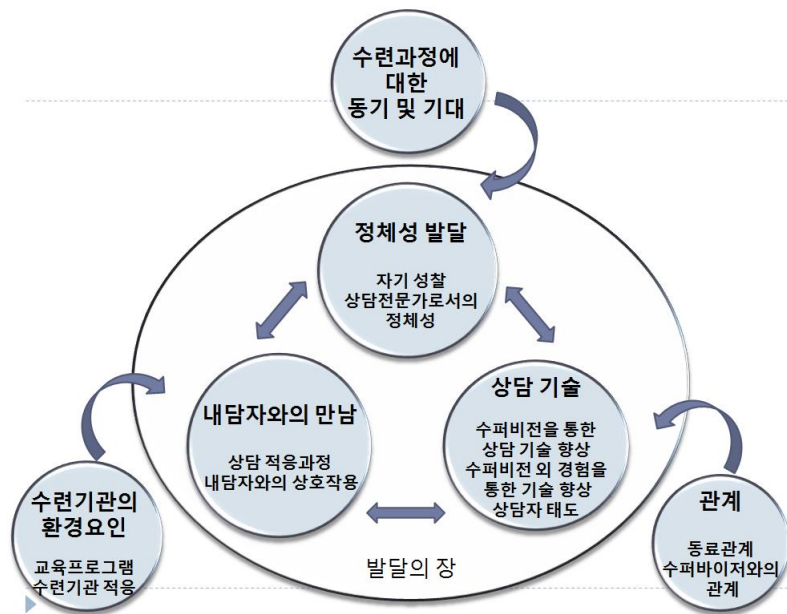 수련과정에
대한
동기 및 기대
정체성 발달
자기 성찰
상담전문가로서의
정체성
내담자와의 만남
상담 적응과정
내담자와의 상호작용
상담 기술
수퍼비전을 통한
상담 기술 향상
수퍼비전 외 경험을
통한 기술 향상
상담자 태도
수련기관의
환경요인
교육프로그램
수련기관 적응
발달의 장
관계
동료관계
수퍼바이저와의
관계